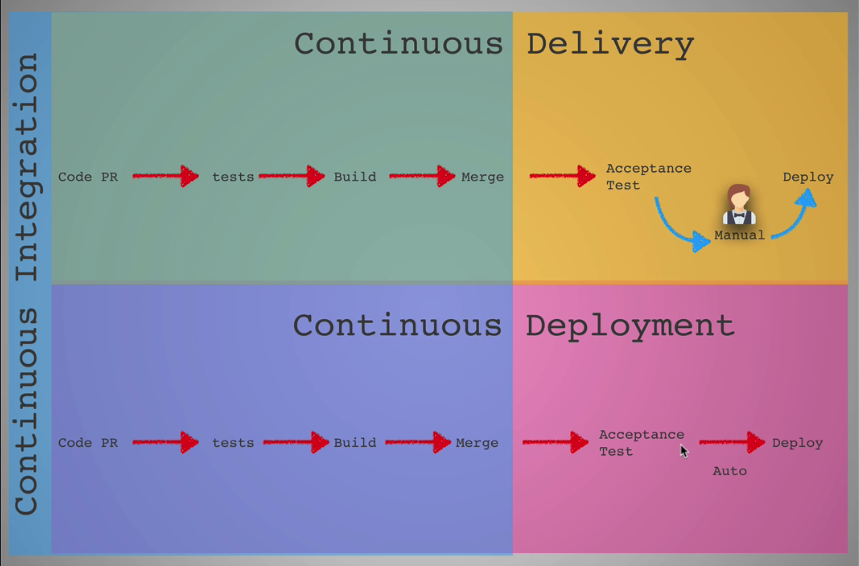 Continuous Integration
Continuous Delivery
Code PR tests Build Merge Acceptance Test Manual Deploy
Continuous Deployment
Code PR tests Build Merge Acceptance Test Auto Deploy